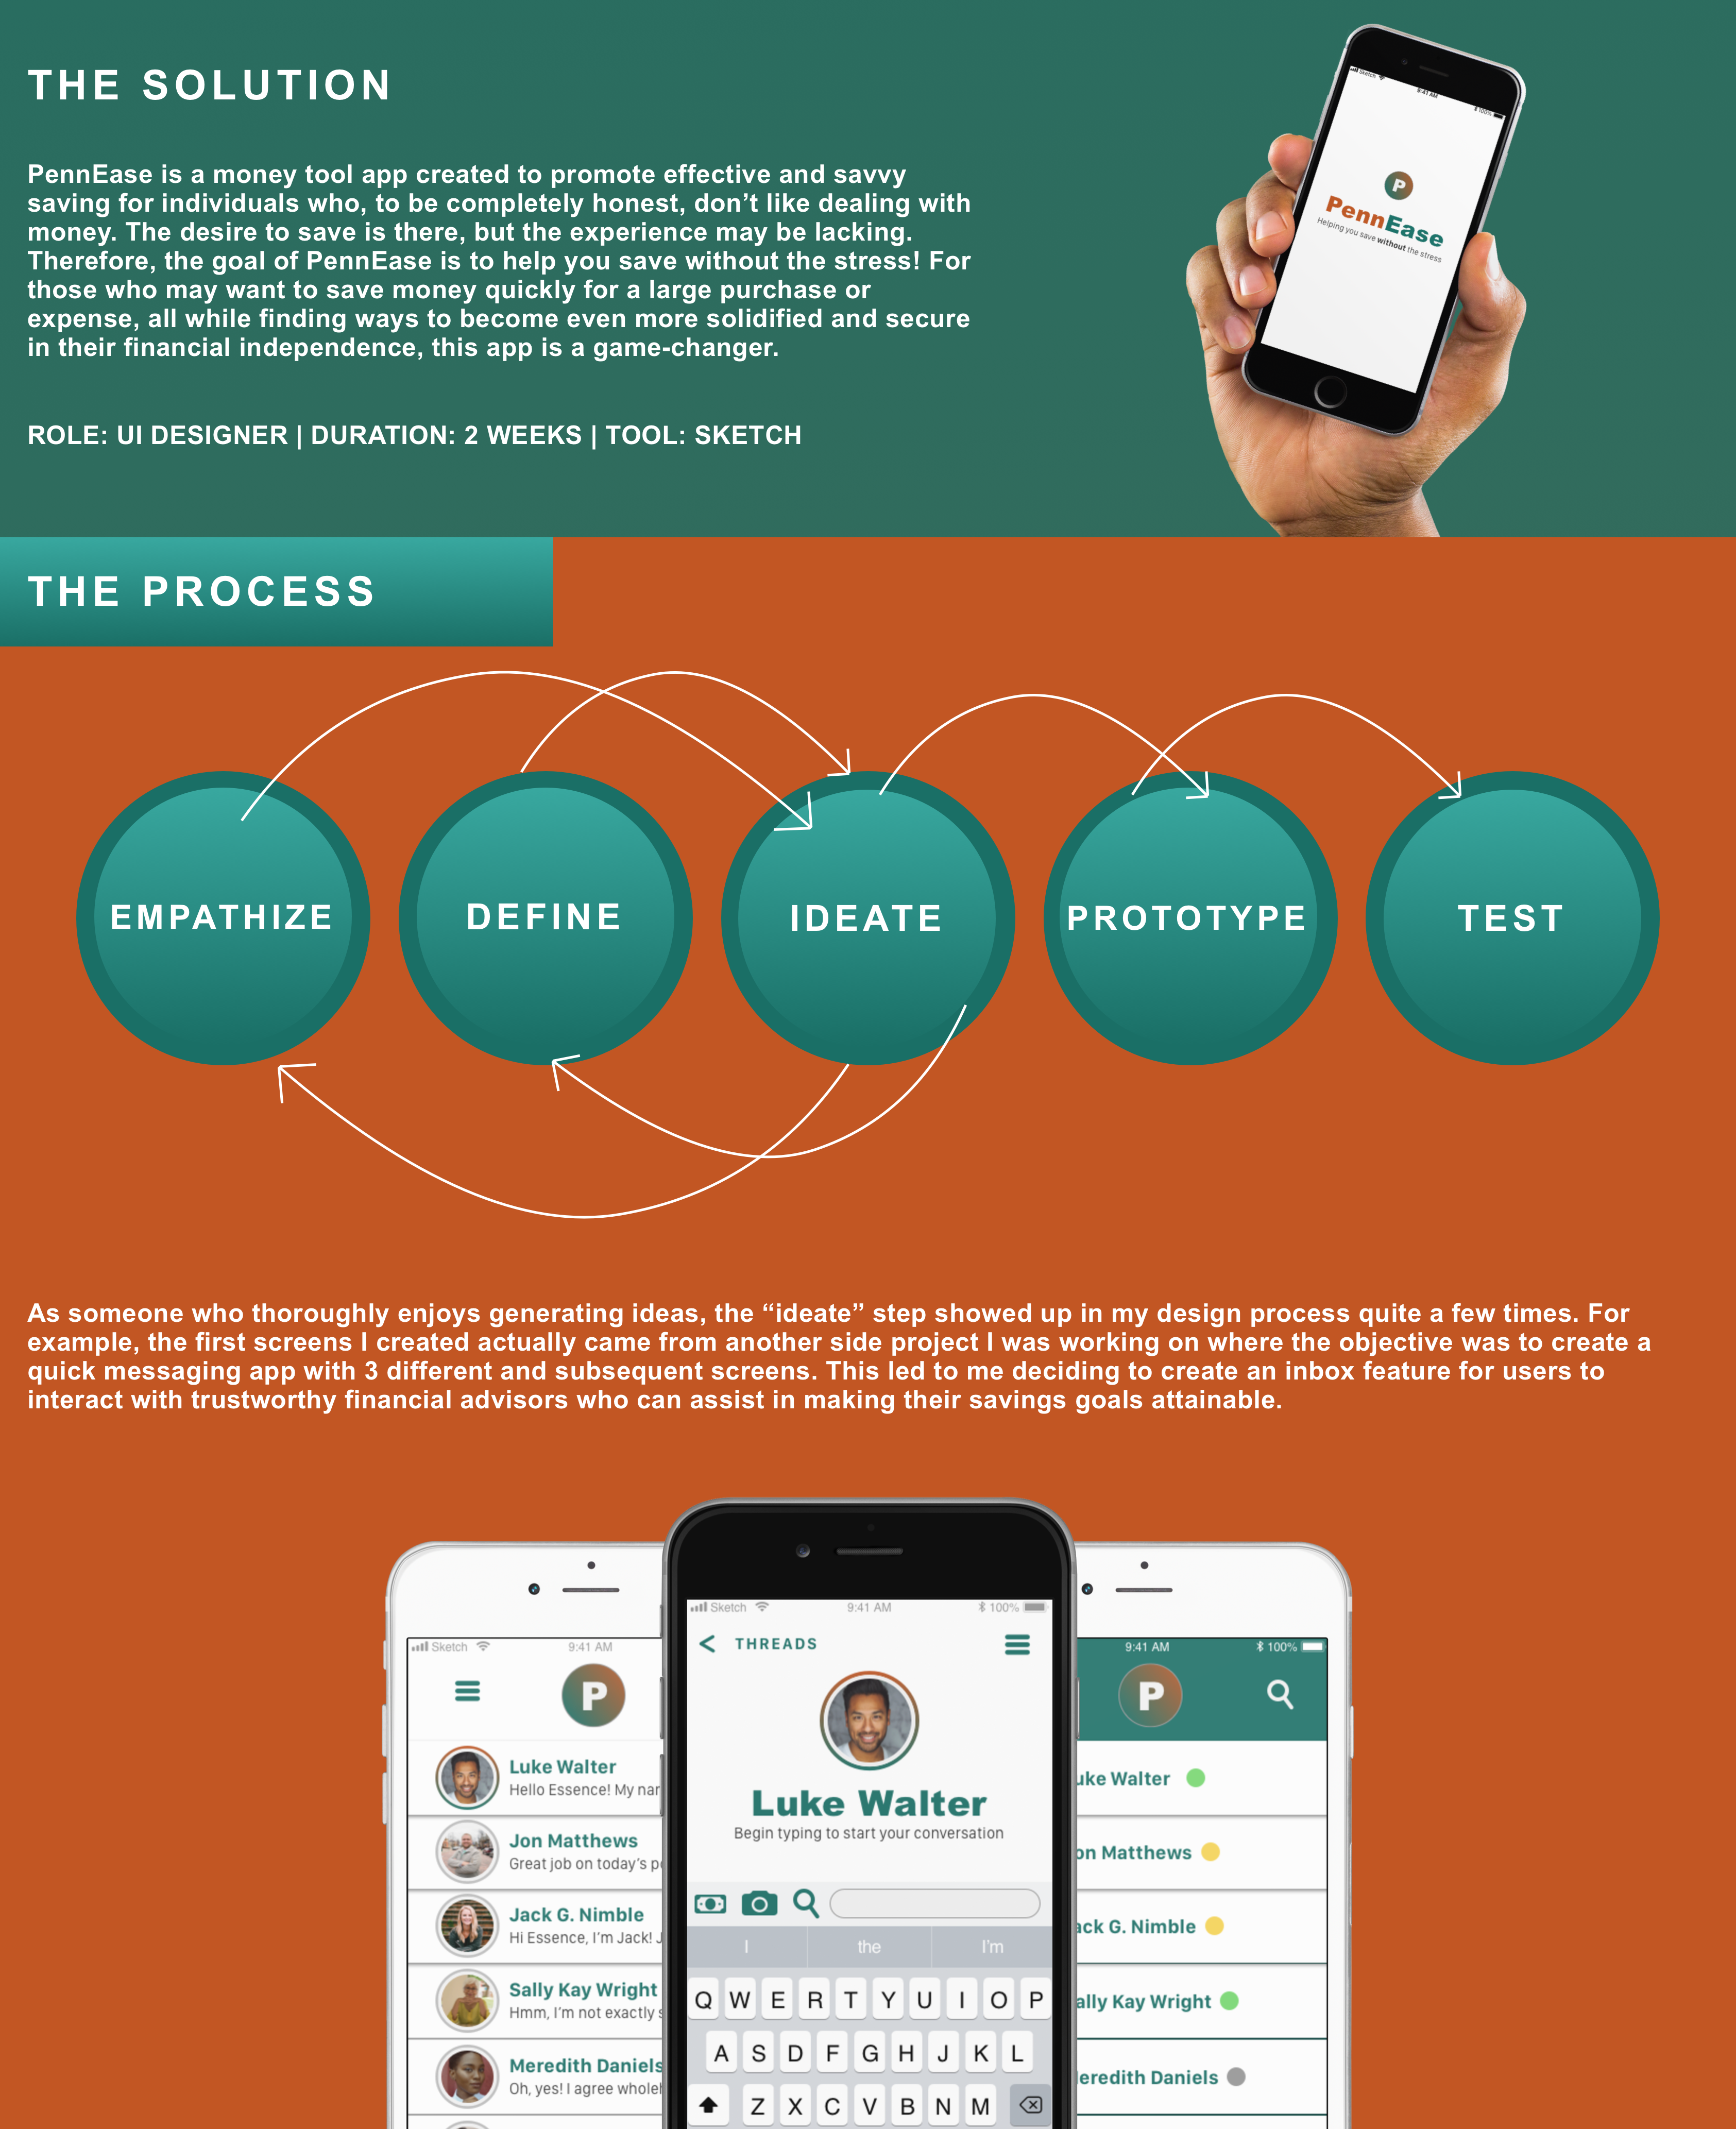 THE SOLUTION
PennEase is a money tool app created to promote effective and savvy
saving for individuals who, to be completely honest, don’t like dealing with
money. The desire to save is there, but the experience may be lacking.
Therefore, the goal of PennEase is to help you save without the stress! For
those who may want to save money quickly for a large purchase or
expense, all while finding ways to become even more solidified and secure
in their financial independence, this app is a game-changer.
ROLE: UI DESIGNER | DURATION: 2 WEEKS | TOOL: SKETCH
Sketch 9:41 AM 100%
P
PennEase
Helping you save without the stress
THE PROCESS
EMPATHIZE
DEFINE
IDEATE
PROTOTYPE
TEST
As someone who thoroughly enjoys generating ideas, the “ideate” step showed up in my design process quite a few times. For
example, the first screens I created actually came from another side project I was working on where the objective was to create a
quick messaging app with 3 different and subsequent screens. This led to me deciding to create an inbox feature for users to
interact with trustworthy financial advisors who can assist in making their savings goals attainable.
Sketch 9:41 AM
P
Luke Walter
Hello Essence! My nar
Jon Matthews
Great job on today’s p
Jack G. Nimble
Hi Essence, I’m Jack! J
Sally Kay Wright
Hmm, I’m not exactly s
Meredith Daniels
Oh, yes! I agree whole
Sketch 9:41 AM 100%
< THREADS
Luke Walter
Begin typing to start your conversation
I the I’m
Q W E R T Y U I O P
A S D F G H J K L
Z X C V B N M
9:41 AM 100%
P
uke Walter
on Matthews
ack G. Nimble
ally Kay Wright
eredith Daniels